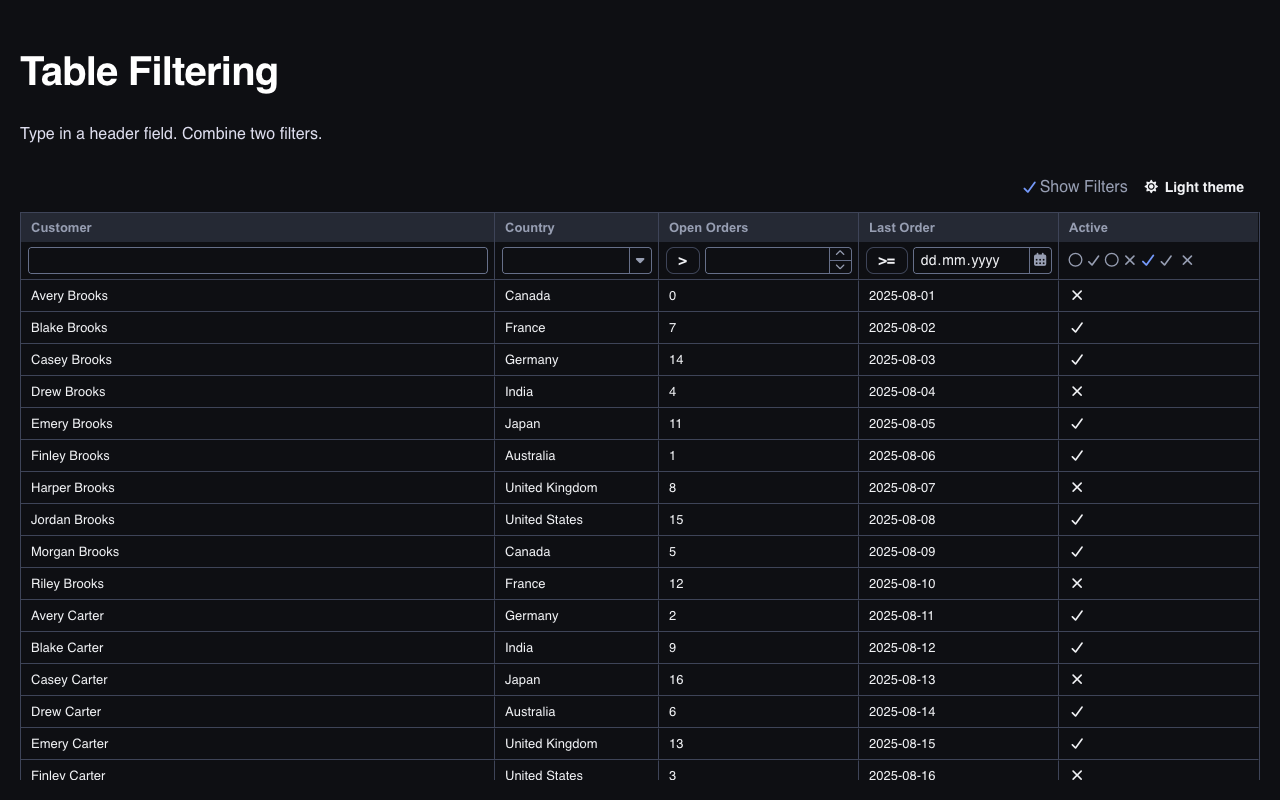 Table Filtering
Type in a header field. Combine two filters.
Show Filters Light theme
Customer Country Open Orders Last Order Active
> >= dd.mm.yyyy
Avery Brooks Canada 0 2025-08-01
Blake Brooks France 7 2025-08-02
Casey Brooks Germany 14 2025-08-03
Drew Brooks India 4 2025-08-04
Emery Brooks Japan 11 2025-08-05
Finley Brooks Australia 1 2025-08-06
Harper Brooks United Kingdom 8 2025-08-07
Jordan Brooks United States 15 2025-08-08
Morgan Brooks Canada 5 2025-08-09
Riley Brooks France 12 2025-08-10
Avery Carter Germany 2 2025-08-11
Blake Carter India 9 2025-08-12
Casey Carter Japan 16 2025-08-13
Drew Carter Australia 6 2025-08-14
Emery Carter United Kingdom 13 2025-08-15
Finley Carter United States 3 2025-08-16